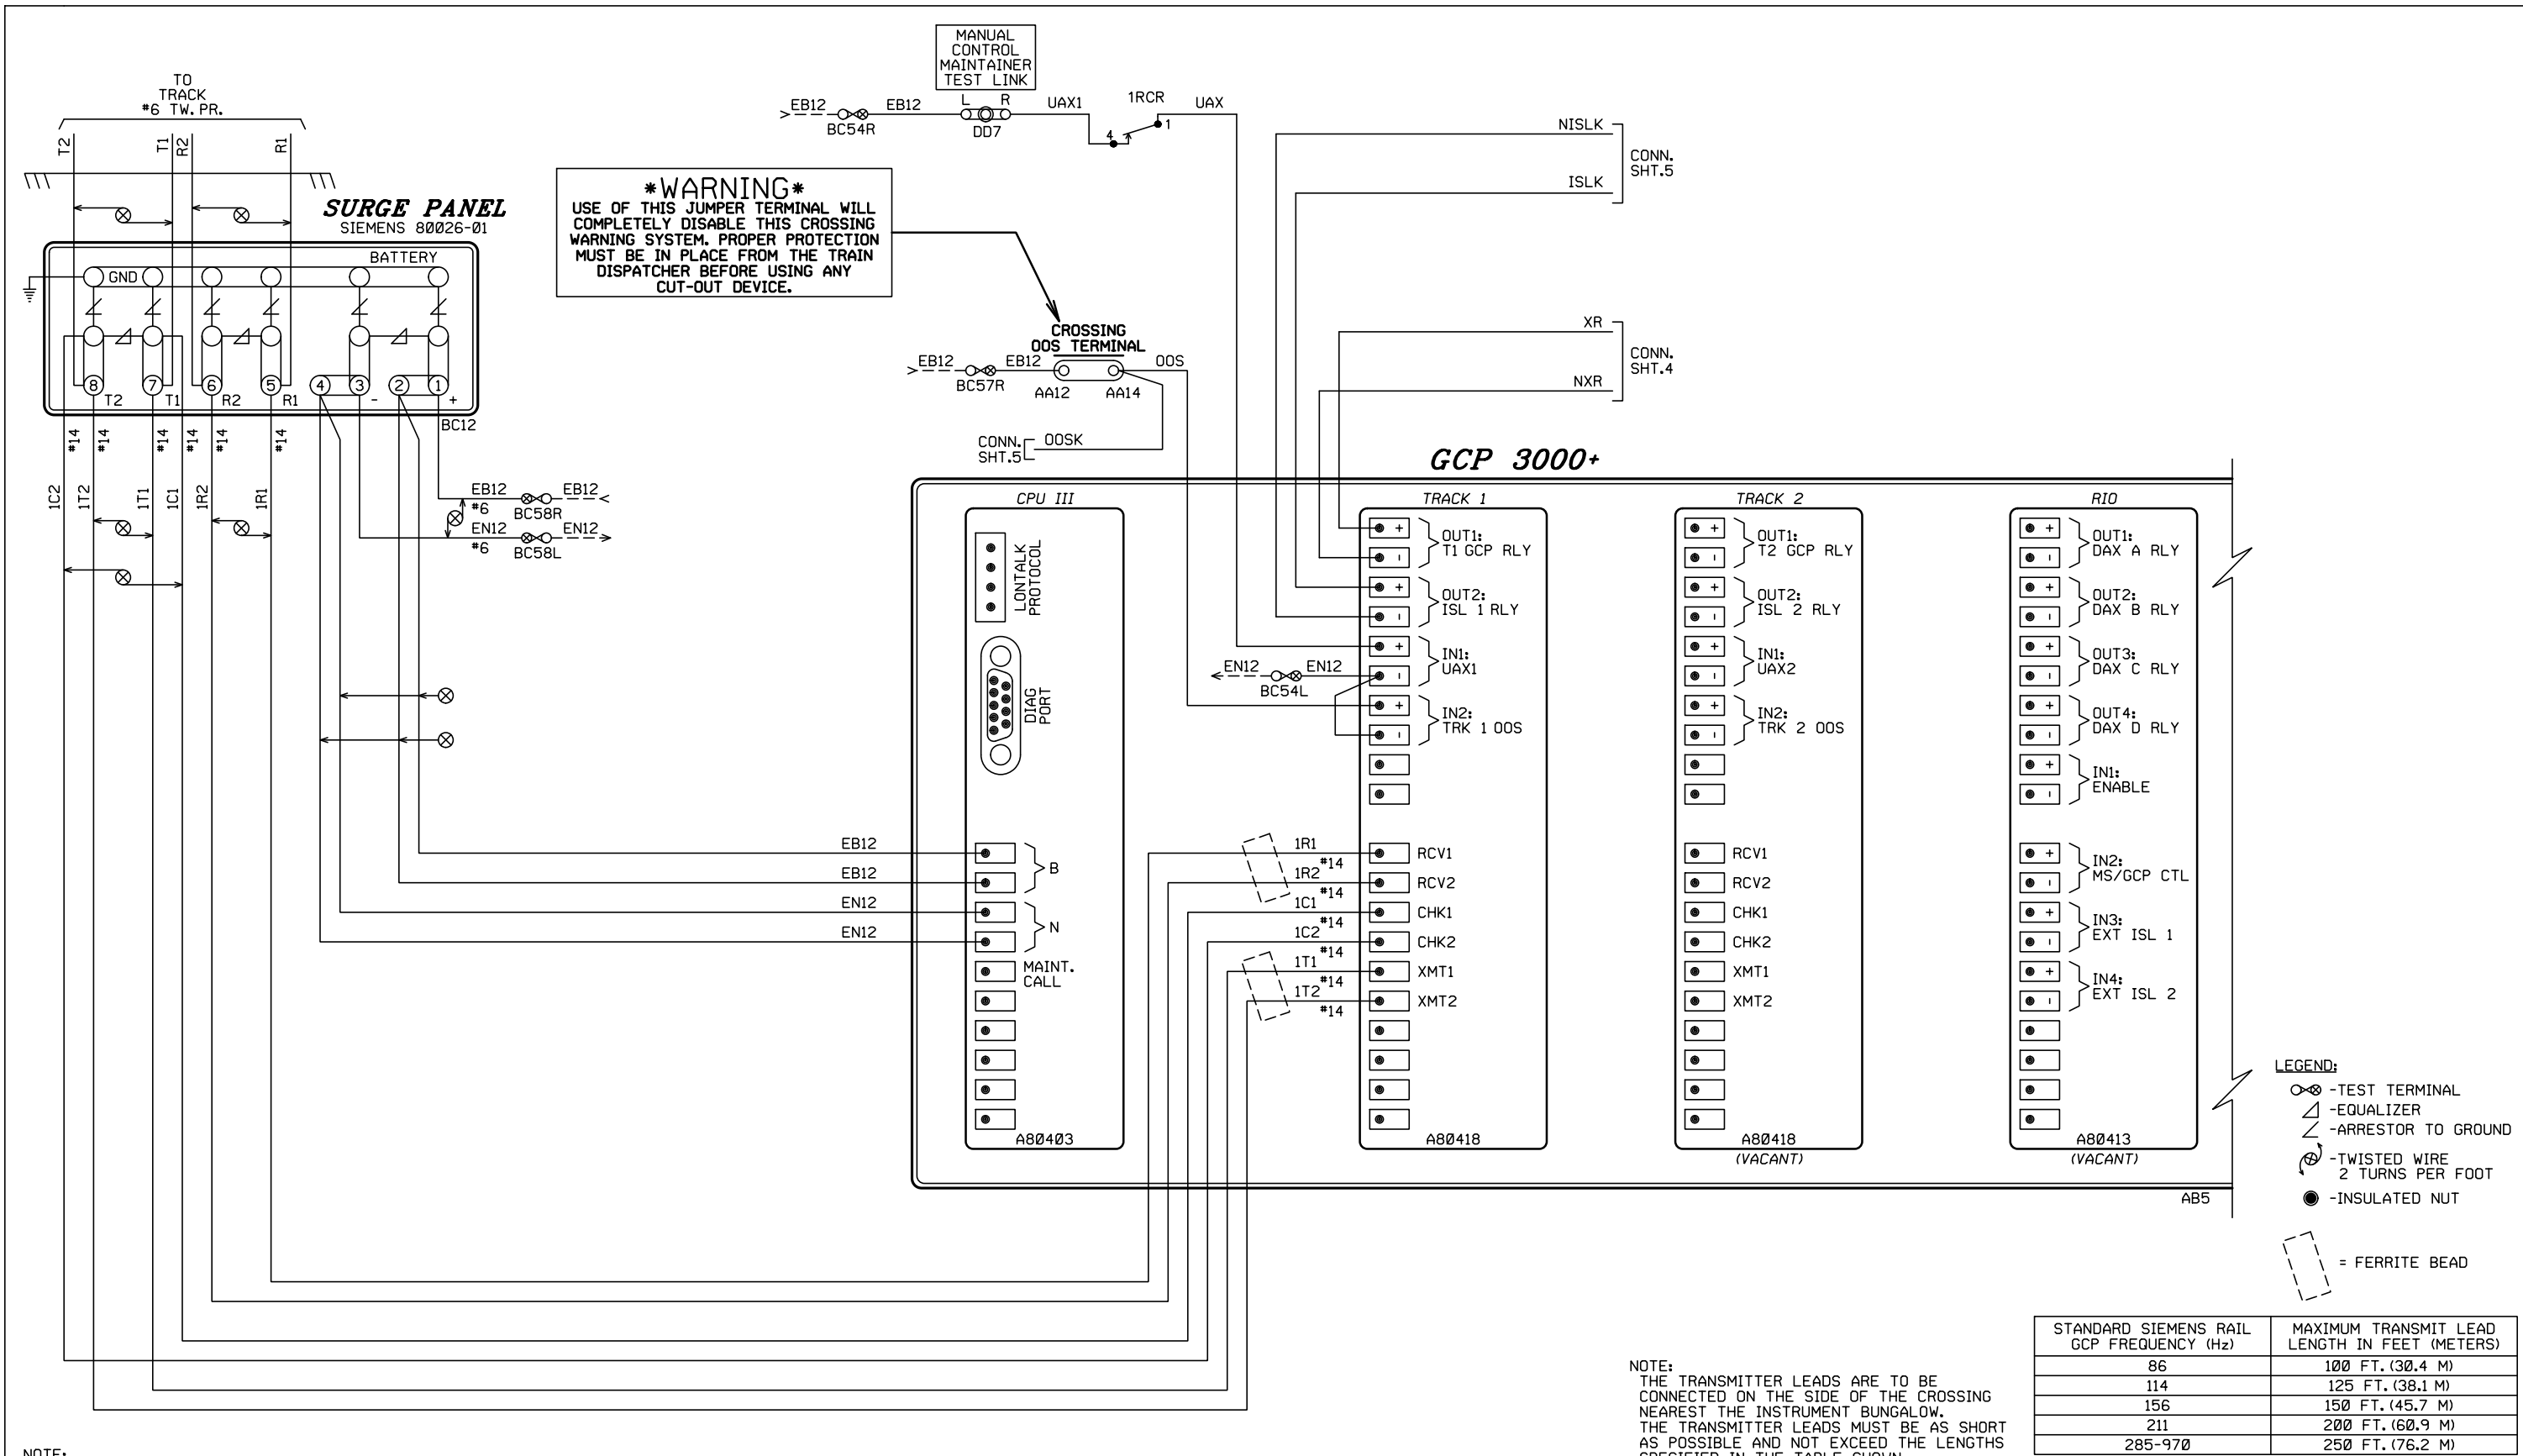 MANUAL
CONTROL
MAINTAINER
TEST LINK
TO
TRACK
#6 TW. PR.
T2
T1
R2
R1
EB12
BC54R
EB12
L
R
DD7
UAX1
1RCR
4
1
UAX
NISLK
ISLK
CONN.
SHT.5
SURGE PANEL
SIEMENS 80026-01
*WARNING*
USE OF THIS JUMPER TERMINAL WILL
COMPLETELY DISABLE THIS CROSSING
WARNING SYSTEM. PROPER PROTECTION
MUST BE IN PLACE FROM THE TRAIN
DISPATCHER BEFORE USING ANY
CUT-OUT DEVICE.
BATTERY
GND
8
7
6
5
4
3
2
1
T2
T1
R2
R1
-
+
BC12
CROSSING
OOS TERMINAL
EB12
BC57R
EB12
AA12
AA14
OOS
CONN.
SHT.5
OOSK
XR
NXR
CONN.
SHT.4
#14
#14
#14
#14
#14
#14
1C2
1T2
1T1
1C1
1R2
1R1
EB12
#6
BC58R
EB12
EN12
#6
BC58L
EN12
GCP 3000+
CPU III
LONTALK
PROTOCOL
DIAG
PORT
EB12
EB12
B
EN12
EN12
N
MAINT.
CALL
A80403
TRACK 1
+
-
OUT1:
T1 GCP RLY
+
-
OUT2:
ISL 1 RLY
+
-
IN1:
UAX1
EN12
BC54L
EN12
+
-
IN2:
TRK 1 OOS
1R1
#14
RCV1
1R2
#14
RCV2
1C1
#14
CHK1
1C2
#14
CHK2
1T1
#14
XMT1
1T2
#14
XMT2
A80418
TRACK 2
+
-
OUT1:
T2 GCP RLY
+
-
OUT2:
ISL 2 RLY
+
-
IN1:
UAX2
+
-
IN2:
TRK 2 OOS
RCV1
RCV2
CHK1
CHK2
XMT1
XMT2
A80418
(VACANT)
RIO
+
-
OUT1:
DAX A RLY
+
-
OUT2:
DAX B RLY
+
-
OUT3:
DAX C RLY
+
-
OUT4:
DAX D RLY
+
-
IN1:
ENABLE
+
-
IN2:
MS/GCP CTL
+
-
IN3:
EXT ISL 1
+
-
IN4:
EXT ISL 2
A80413
(VACANT)
AB5
LEGEND:
-TEST TERMINAL
-EQUALIZER
-ARRESTOR TO GROUND
-TWISTED WIRE
2 TURNS PER FOOT
-INSULATED NUT
= FERRITE BEAD
STANDARD SIEMENS RAIL
GCP FREQUENCY (Hz)
MAXIMUM TRANSMIT LEAD
LENGTH IN FEET (METERS)
86
100 FT. (30.4 M)
114
125 FT. (38.1 M)
156
150 FT. (45.7 M)
211
200 FT. (60.9 M)
285-970
250 FT. (76.2 M)
NOTE:
THE TRANSMITTER LEADS ARE TO BE
CONNECTED ON THE SIDE OF THE CROSSING
NEAREST THE INSTRUMENT BUNGALOW.
THE TRANSMITTER LEADS MUST BE AS SHORT
AS POSSIBLE AND NOT EXCEED THE LENGTHS
SPECIFIED IN THE TABLE SHOWN
NOTE: